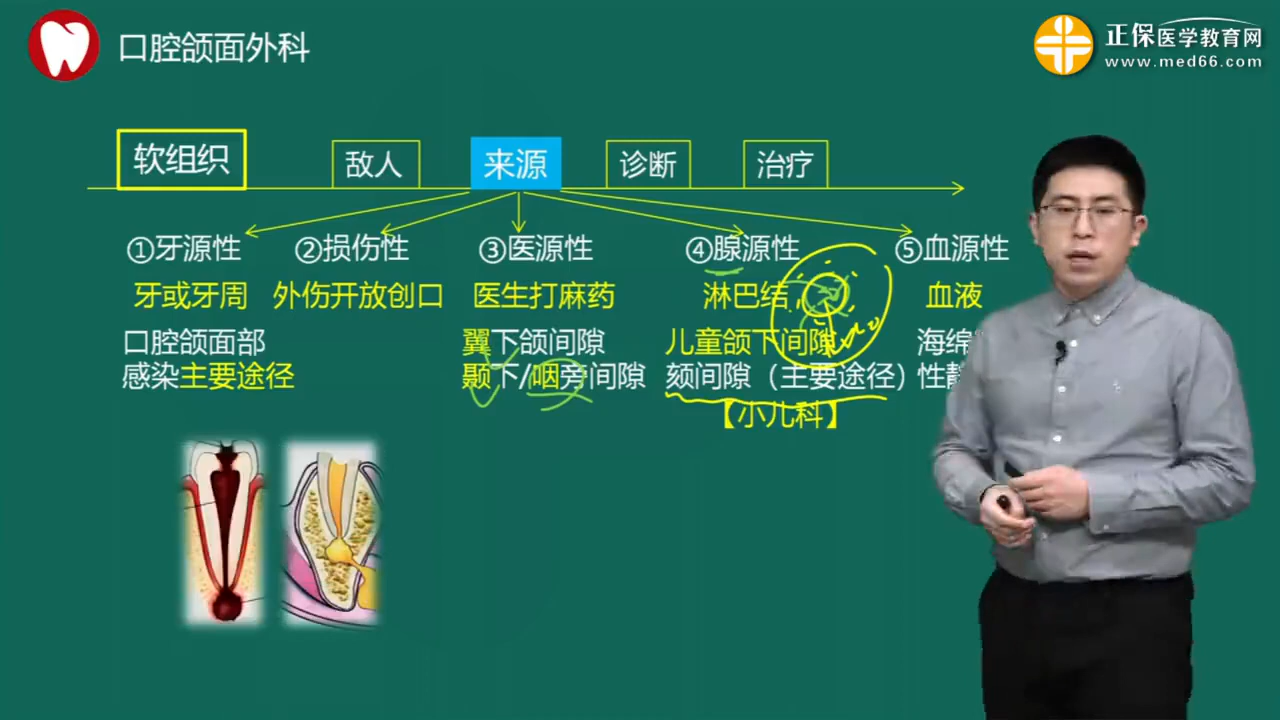 口腔颌面外科
正保医学教育网
www.med66.com
软组织
敌人
来源
诊断
治疗
①牙源性
②损伤性
③医源性
④腺源性
⑤血源性
牙或牙周
外伤开放创口
医生打麻药
淋巴结
血液
口腔颌面部
感染主要途径
翼下颌间隙
颞下/咽旁间隙
儿童颌下间隙
颏间隙（主要途径）
【小儿科】
海绵
性